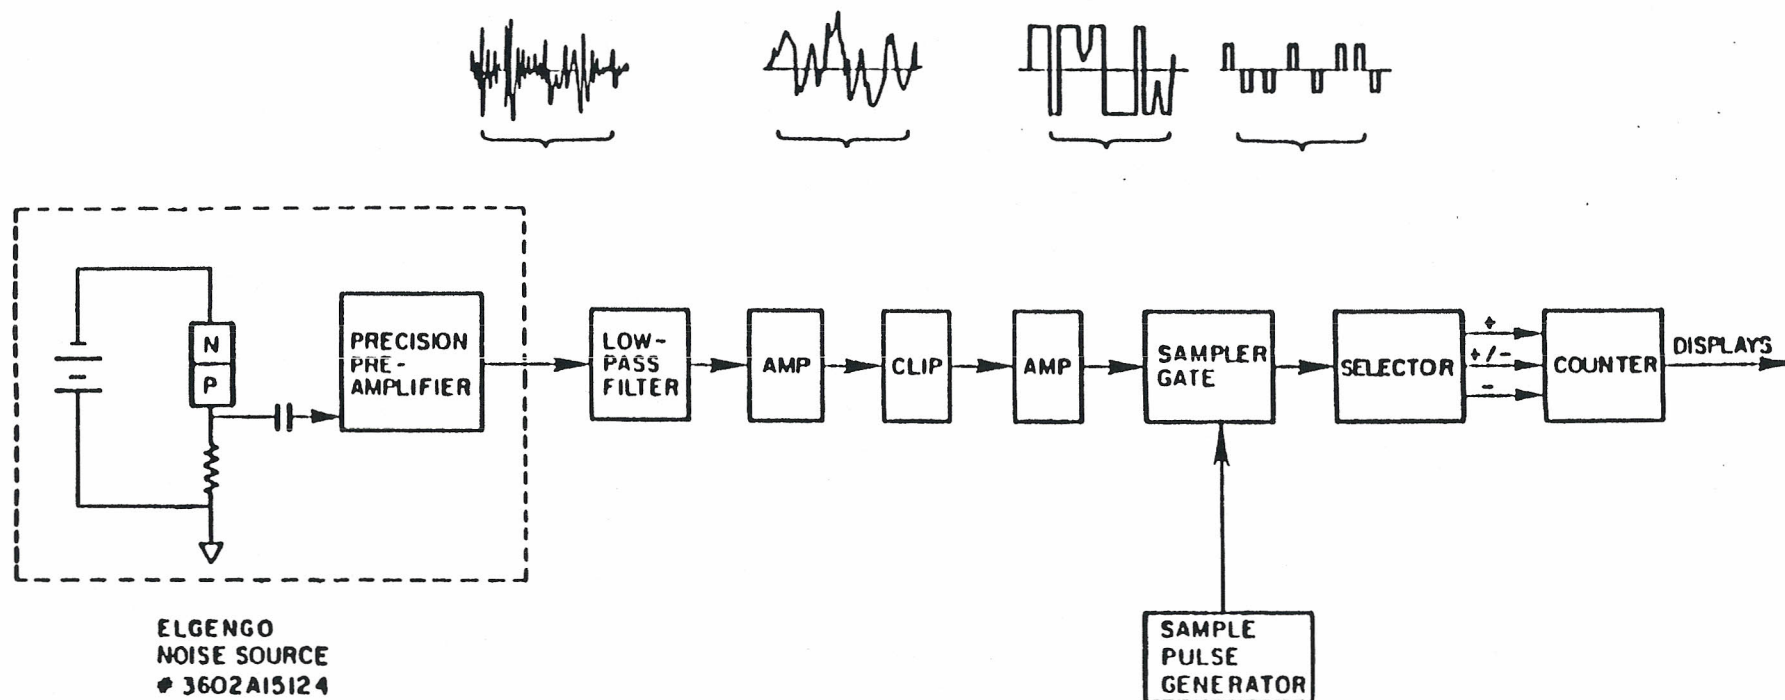 N
P
PRECISION
PRE-
AMPLIFIER
LOW-
PASS
FILTER
AMP
CLIP
AMP
SAMPLER
GATE
SELECTOR
+
+/-
-
COUNTER
DISPLAYS
ELGENGO
NOISE SOURCE
# 3602A15124
SAMPLE
PULSE
GENERATOR